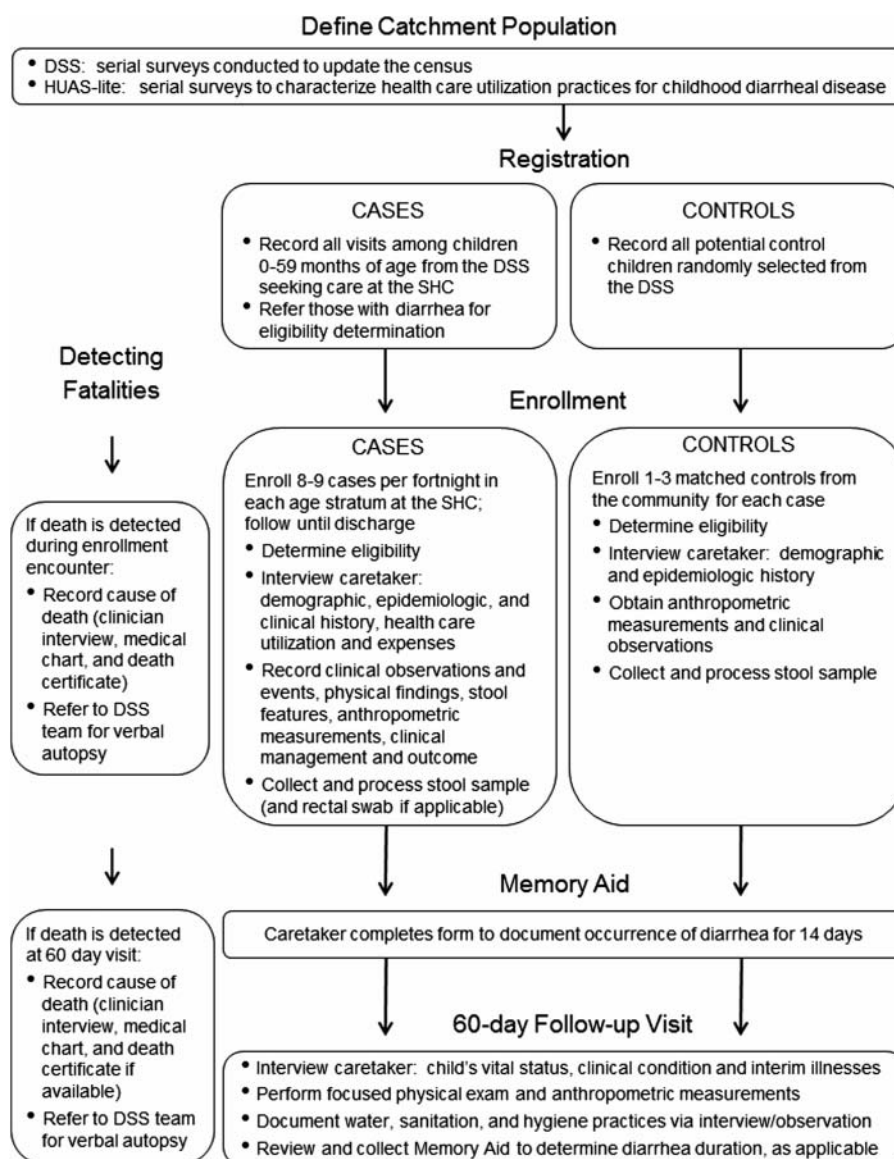 Define Catchment Population
• DSS: serial surveys conducted to update the census
• HUAS-lite: serial surveys to characterize health care utilization practices for childhood diarrheal disease
Registration
CASES
• Record all visits among children
0-59 months of age from the DSS
seeking care at the SHC
• Refer those with diarrhea for
eligibility determination
CONTROLS
• Record all potential control
children randomly selected from
the DSS
Detecting
Fatalities
Enrollment
If death is detected
during enrollment
encounter:
• Record cause of
death (clinician
interview, medical
chart, and death
certificate)
• Refer to DSS
team for verbal
autopsy
CASES
Enroll 8-9 cases per fortnight in
each age stratum at the SHC;
follow until discharge
• Determine eligibility
• Interview caretaker:
demographic, epidemiologic, and
clinical history, health care
utilization and expenses
• Record clinical observations and
events, physical findings, stool
features, anthropometric
measurements, clinical
management and outcome
• Collect and process stool sample
(and rectal swab if applicable)
CONTROLS
Enroll 1-3 matched controls from
the community for each case
• Determine eligibility
• Interview caretaker: demographic
and epidemiologic history
• Obtain anthropometric
measurements and clinical
observations
• Collect and process stool sample
Memory Aid
Caretaker completes form to document occurrence of diarrhea for 14 days
If death is detected
at 60 day visit:
• Record cause of
death (clinician
interview, medical
chart, and death
certificate if
available)
• Refer to DSS team
for verbal autopsy
60-day Follow-up Visit
• Interview caretaker: child's vital status, clinical condition and interim illnesses
• Perform focused physical exam and anthropometric measurements
• Document water, sanitation, and hygiene practices via interview/observation
• Review and collect Memory Aid to determine diarrhea duration, as applicable